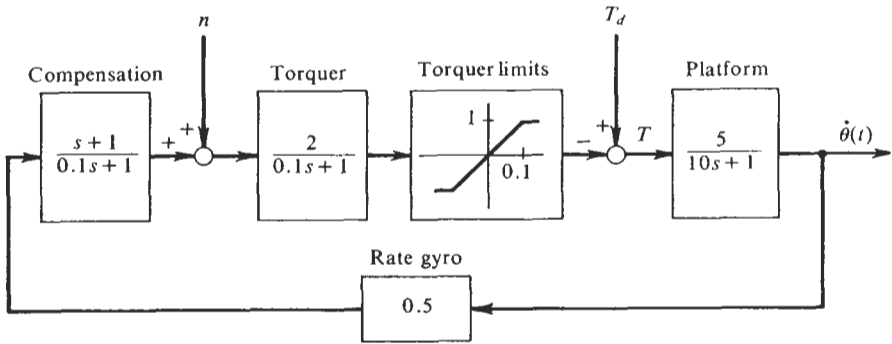 n
T_d
Compensation
Torquer
Torquer limits
Platform
s + 1
0.1s + 1
+
+
2
0.1s + 1
1
0.1
−
+
T
5
10s + 1
θ̇(t)
Rate gyro
0.5